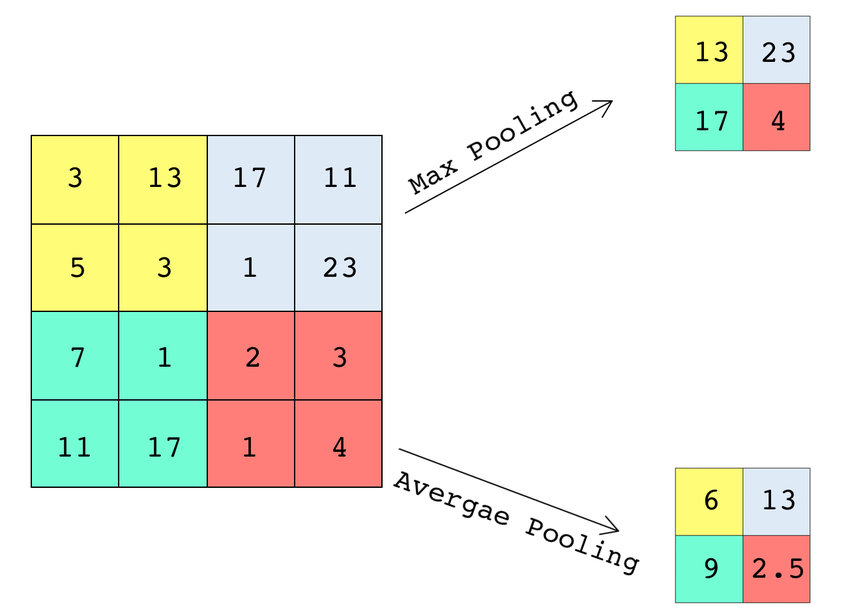 3 13 17 11
5 3 1 23
7 1 2 3
11 17 1 4
Max Pooling
13 23
17 4
Avergae Pooling
6 13
9 2.5